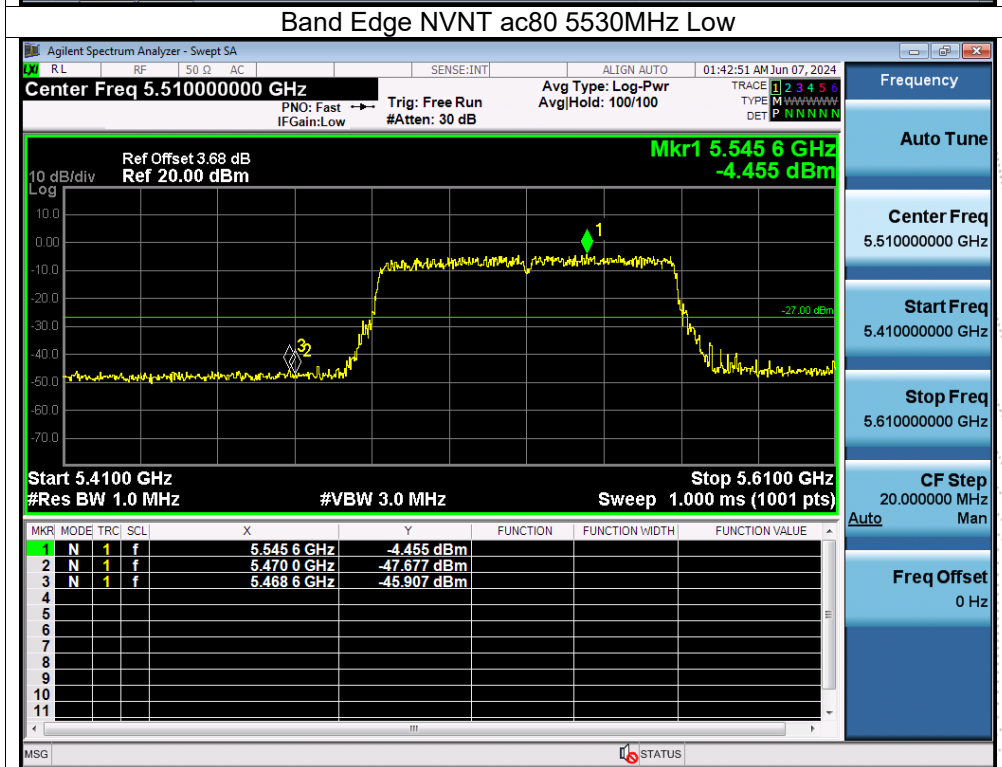 Band Edge NVNT ac80 5530MHz Low
Agilent Spectrum Analyzer - Swept SA
LXI RL RF 50 Ω AC SENSE:INT ALIGN AUTO 01:42:51 AM Jun 07, 2024
Center Freq 5.510000000 GHz
PNO: Fast
IFGain:Low
Trig: Free Run
#Atten: 30 dB
Avg Type: Log-Pwr
Avg|Hold: 100/100
TRACE 1 2 3 4 5 6
TYPE M WWWWW
DET P N N N N N
Ref Offset 3.68 dB
Ref 20.00 dBm
10 dB/div
Log
Mkr1 5.545 6 GHz
-4.455 dBm
10.0
0.00
-10.0
-20.0
-30.0
-40.0
-50.0
-60.0
-70.0
1
-27.00 dBm
3 2
Start 5.4100 GHz Stop 5.6100 GHz
#Res BW 1.0 MHz #VBW 3.0 MHz Sweep 1.000 ms (1001 pts)
MKR MODE TRC SCL X Y FUNCTION FUNCTION WIDTH FUNCTION VALUE
1 N 1 f 5.545 6 GHz -4.455 dBm
2 N 1 f 5.470 0 GHz -47.677 dBm
3 N 1 f 5.468 6 GHz -45.907 dBm
4
5
6
7
8
9
10
11
MSG STATUS
Frequency
Auto Tune
Center Freq
5.510000000 GHz
Start Freq
5.410000000 GHz
Stop Freq
5.610000000 GHz
CF Step
20.000000 MHz
Auto Man
Freq Offset
0 Hz